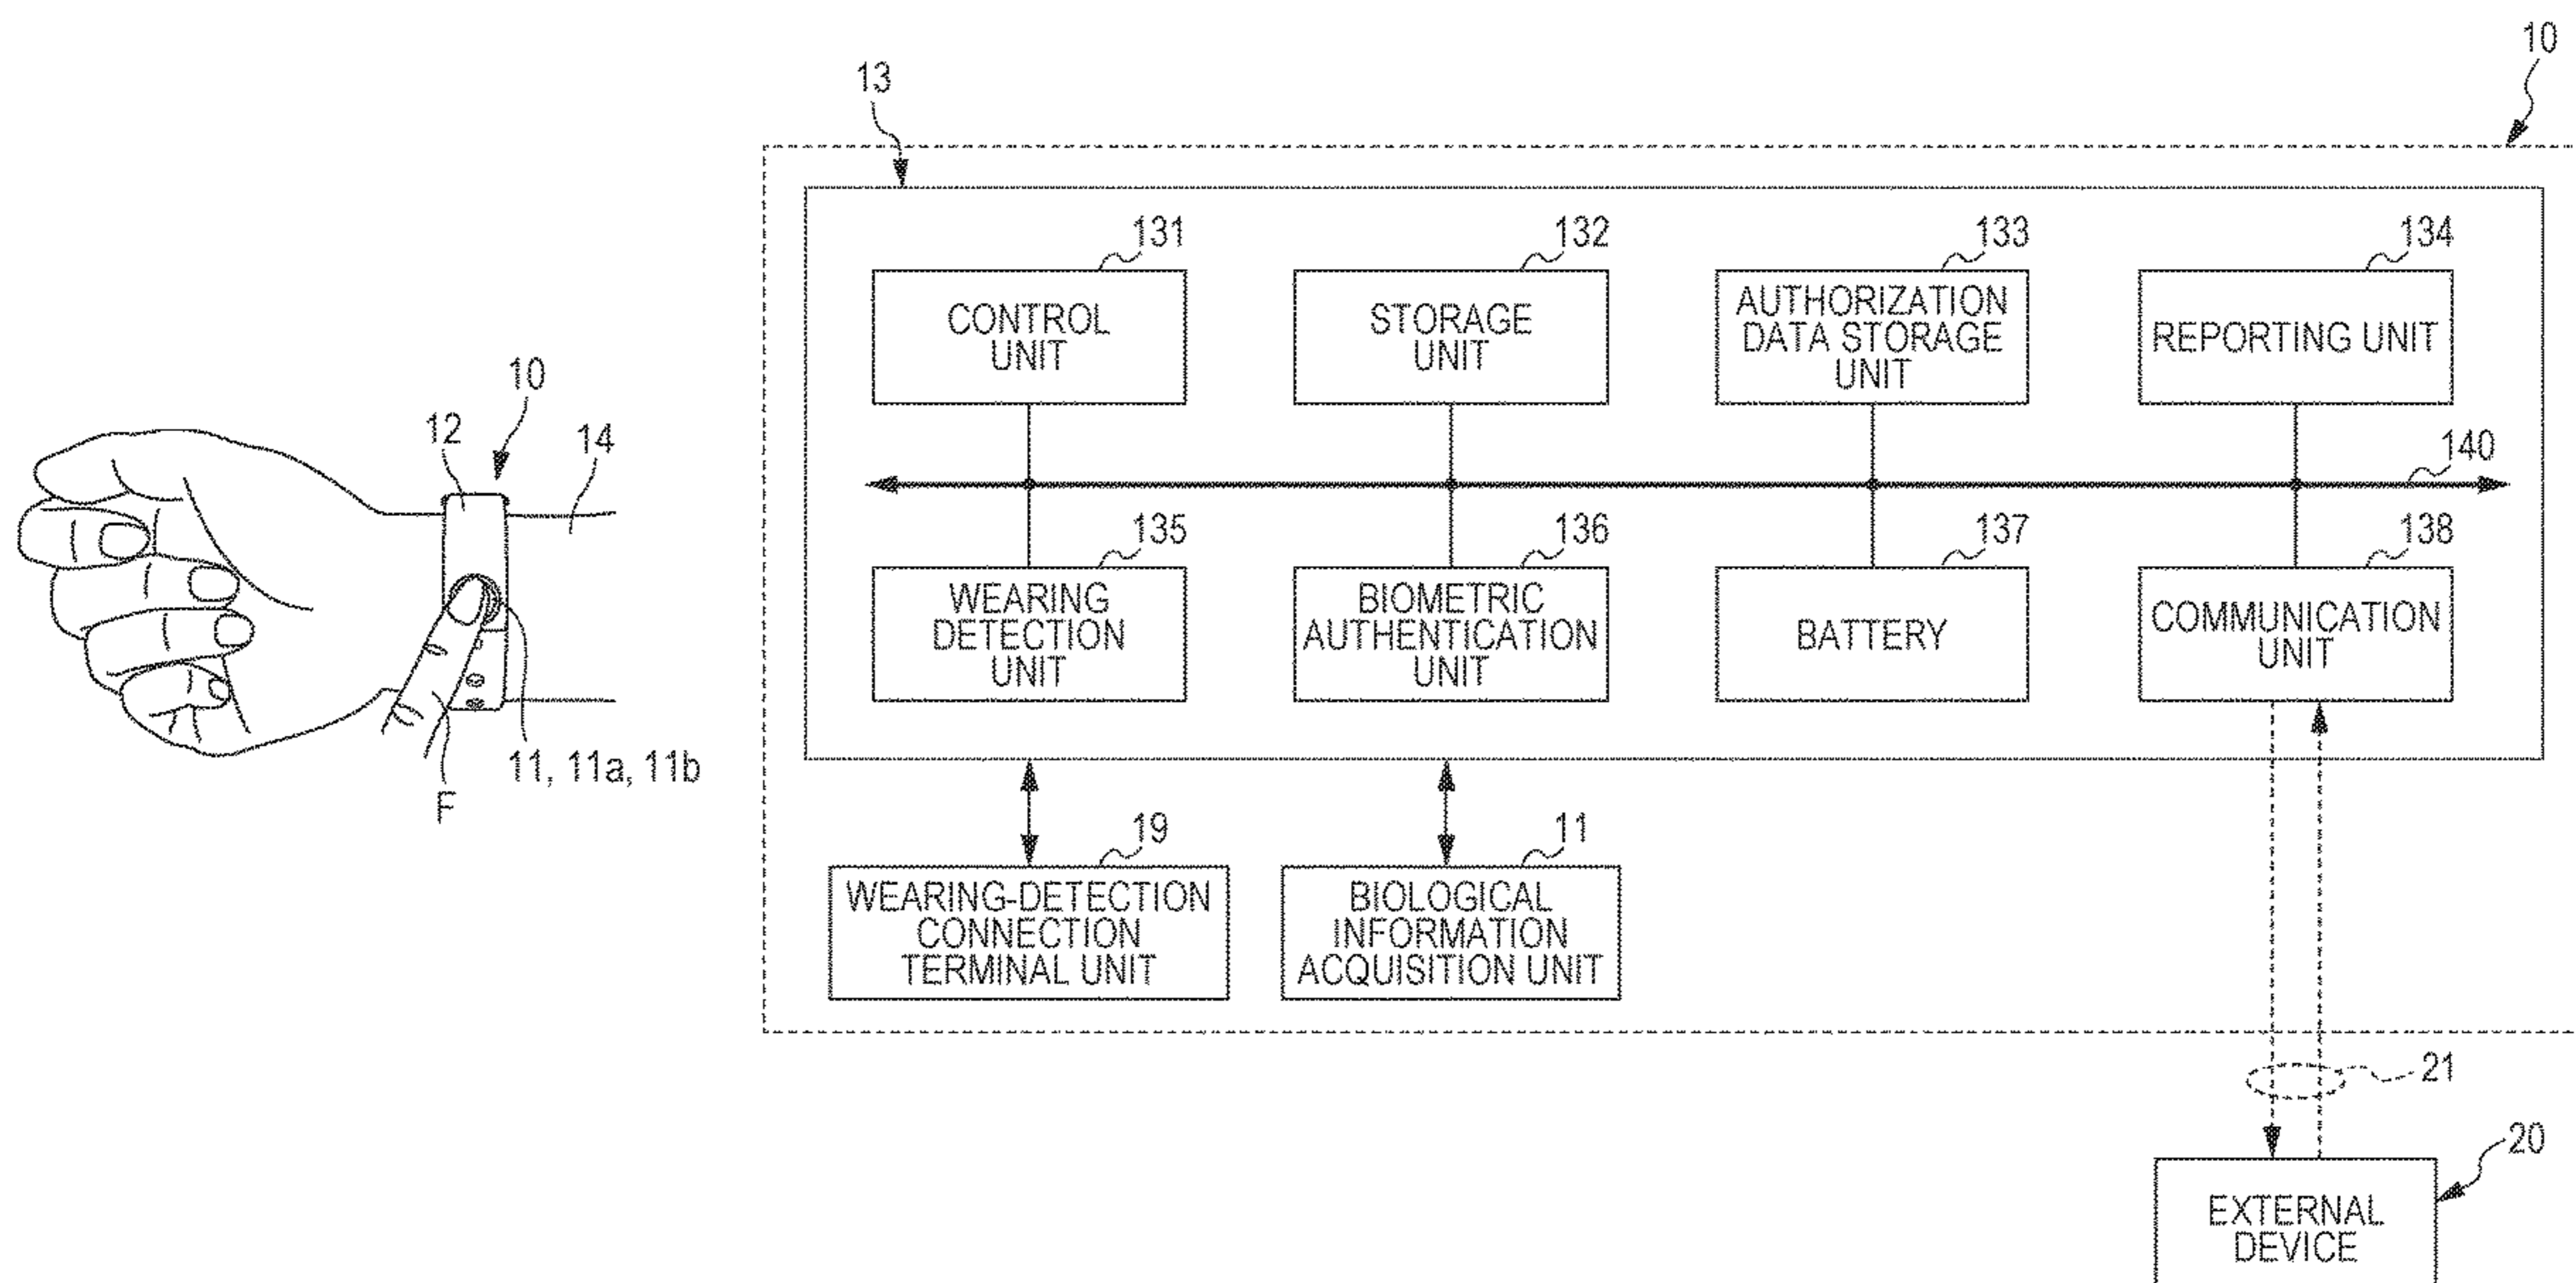 10
13
131
132
133
134
CONTROL
UNIT
STORAGE
UNIT
AUTHORIZATION
DATA STORAGE
UNIT
REPORTING UNIT
10
12
14
140
135
136
137
138
WEARING
DETECTION
UNIT
BIOMETRIC
AUTHENTICATION
UNIT
BATTERY
COMMUNICATION
UNIT
11, 11a, 11b
F
19
11
WEARING-DETECTION
CONNECTION
TERMINAL UNIT
BIOLOGICAL
INFORMATION
ACQUISITION UNIT
21
20
EXTERNAL
DEVICE